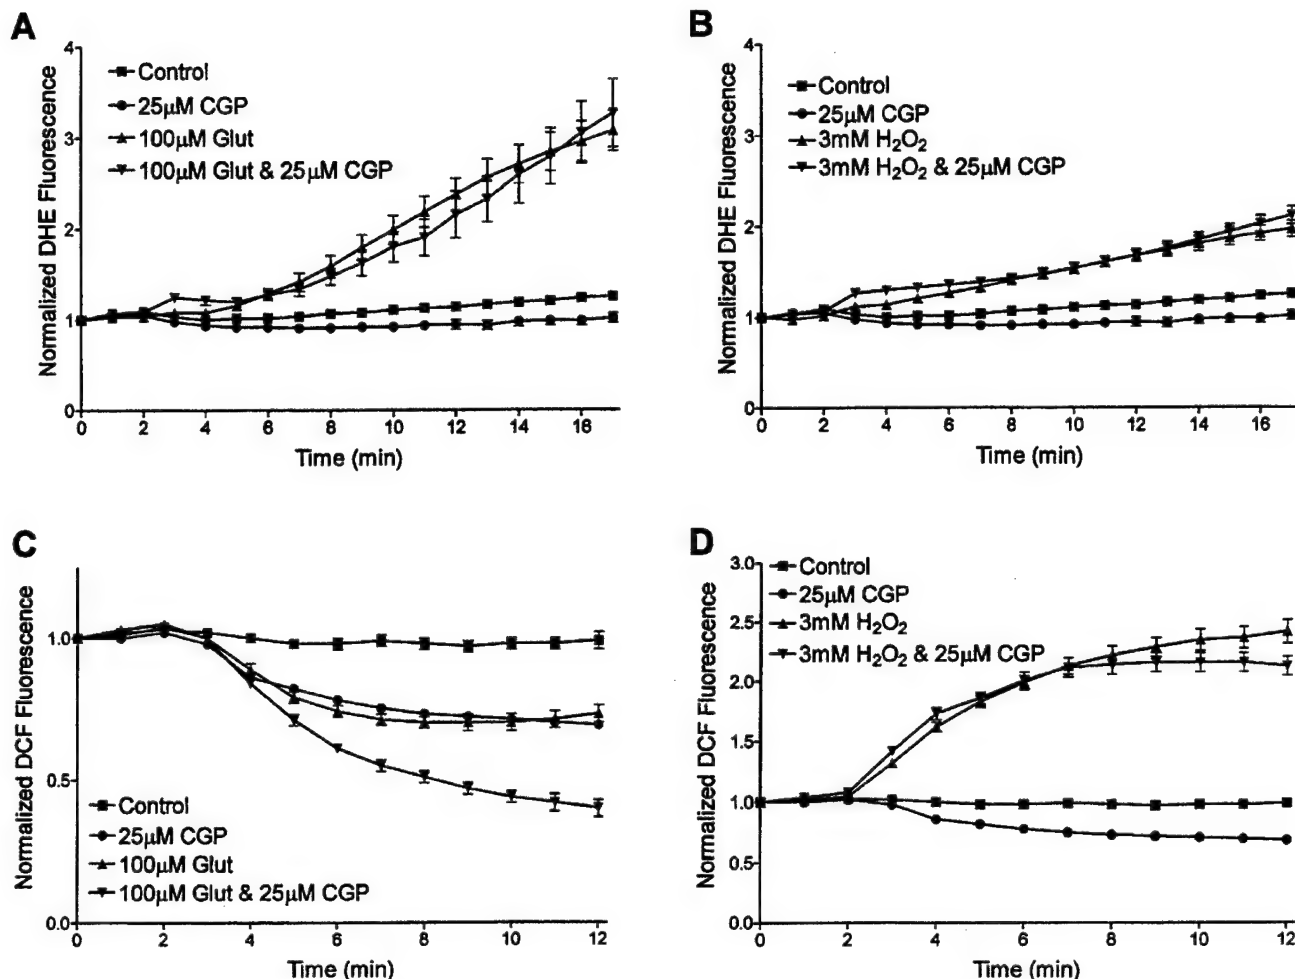 A
Normalized DHE Fluorescence
4
3
2
1
0
Control
25μM CGP
100μM Glut
100μM Glut & 25μM CGP
0 2 4 6 8 10 12 14 16
Time (min)
B
Normalized DHE Fluorescence
4
3
2
1
0
Control
25μM CGP
3mM H₂O₂
3mM H₂O₂ & 25μM CGP
0 2 4 6 8 10 12 14 16
Time (min)
C
Normalized DCF Fluorescence
1.0
0.5
0.0
Control
25μM CGP
100μM Glut
100μM Glut & 25μM CGP
0 2 4 6 8 10 12
Time (min)
D
Normalized DCF Fluorescence
3.0
2.5
2.0
1.5
1.0
0.5
0.0
Control
25μM CGP
3mM H₂O₂
3mM H₂O₂ & 25μM CGP
0 2 4 6 8 10 12
Time (min)